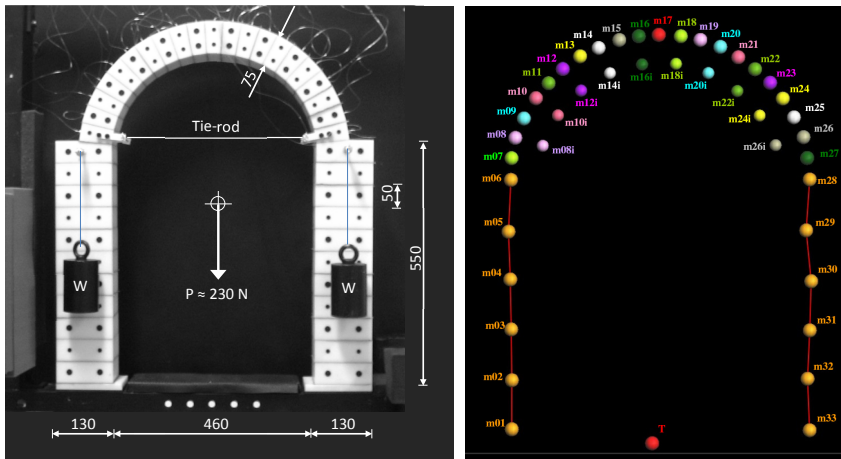 75
Tie-rod
50
550
W
W
P ≈ 230 N
130
460
130
m15
m16
m17
m18
m19
m14
m20
m13
m21
m12
m22
m11
m23
m10
m24
m09
m25
m08
m26
m07
m27
m14i
m16i
m18i
m20i
m12i
m22i
m10i
m24i
m08i
m26i
m06
m28
m05
m29
m04
m30
m03
m31
m02
m32
m01
m33
T